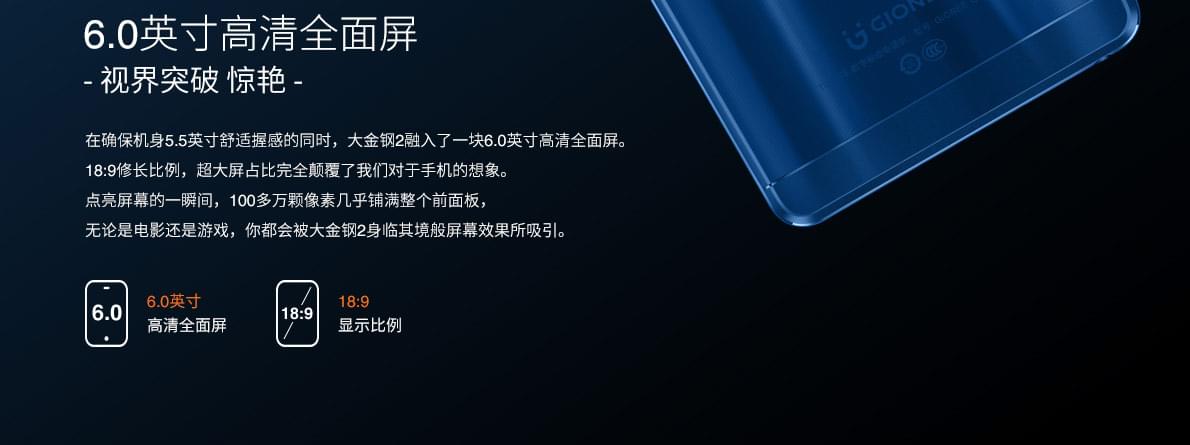 6.0英寸高清全面屏
- 视界突破 惊艳 -
在确保机身5.5英寸舒适握感的同时，大金钢2融入了一块6.0英寸高清全面屏。
18:9修长比例，超大屏占比完全颠覆了我们对于手机的想象。
点亮屏幕的一瞬间，100多万颗像素几乎铺满整个前面板，
无论是电影还是游戏，你都会被大金钢2身临其境般屏幕效果所吸引。
6.0
6.0英寸
高清全面屏
18:9
18:9
显示比例